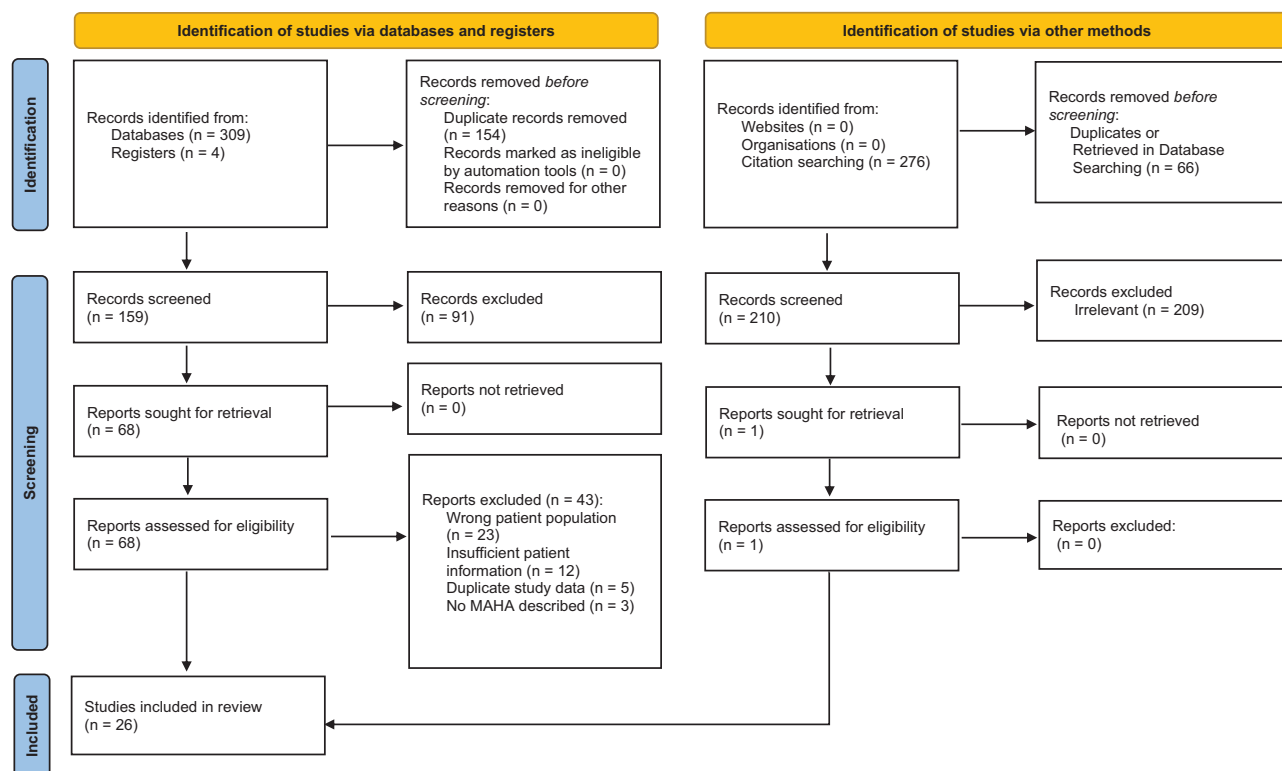 Identification of studies via databases and registers
Identification of studies via other methods
Identification
Records identified from:
Databases (n = 309)
Registers (n = 4)
Records removed before
screening:
Duplicate records removed
(n = 154)
Records marked as ineligible
by automation tools (n = 0)
Records removed for other
reasons (n = 0)
Records identified from:
Websites (n = 0)
Organisations (n = 0)
Citation searching (n = 276)
Records removed before
screening:
Duplicates or
Retrieved in Database
Searching (n = 66)
Screening
Records screened
(n = 159)
Records excluded
(n = 91)
Records screened
(n = 210)
Records excluded
Irrelevant (n = 209)
Reports sought for retrieval
(n = 68)
Reports not retrieved
(n = 0)
Reports sought for retrieval
(n = 1)
Reports not retrieved
(n = 0)
Reports assessed for eligibility
(n = 68)
Reports excluded (n = 43):
Wrong patient population
(n = 23)
Insufficient patient
information (n = 12)
Duplicate study data (n = 5)
No MAHA described (n = 3)
Reports assessed for eligibility
(n = 1)
Reports excluded:
(n = 0)
Included
Studies included in review
(n = 26)